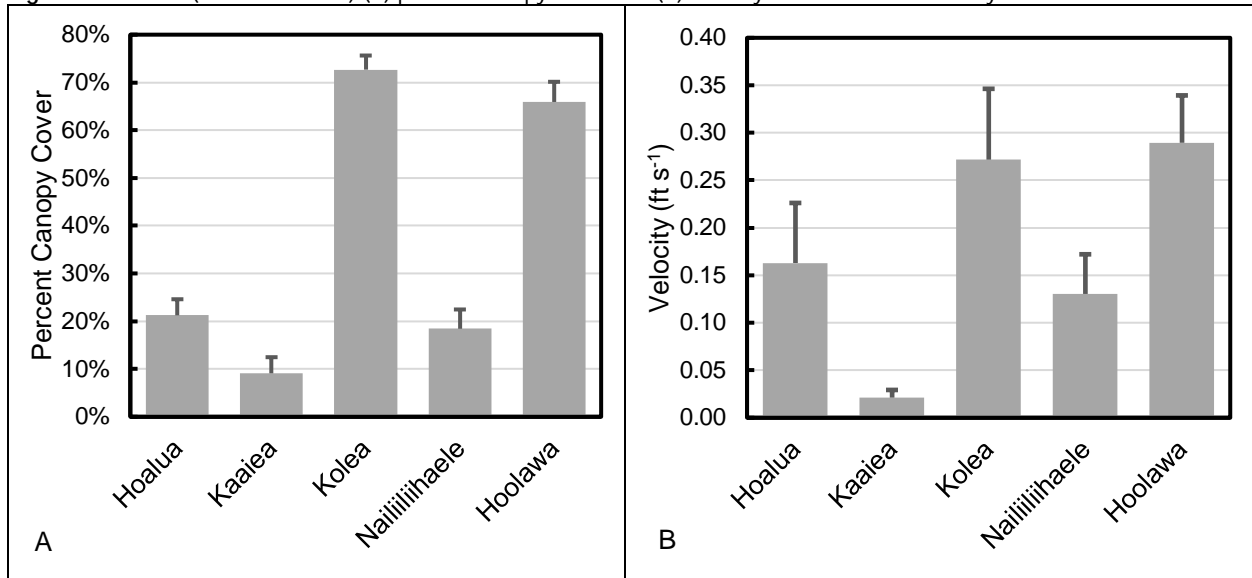 80%
70%
60%
50%
40%
30%
20%
10%
0%
Percent Canopy Cover
Hoalua
Kaaiea
Kolea
Nailiiliihaele
Hoolawa
A
0.40
0.35
0.30
0.25
0.20
0.15
0.10
0.05
0.00
Velocity (ft s-1)
Hoalua
Kaaiea
Kolea
Nailiiliihaele
Hoolawa
B